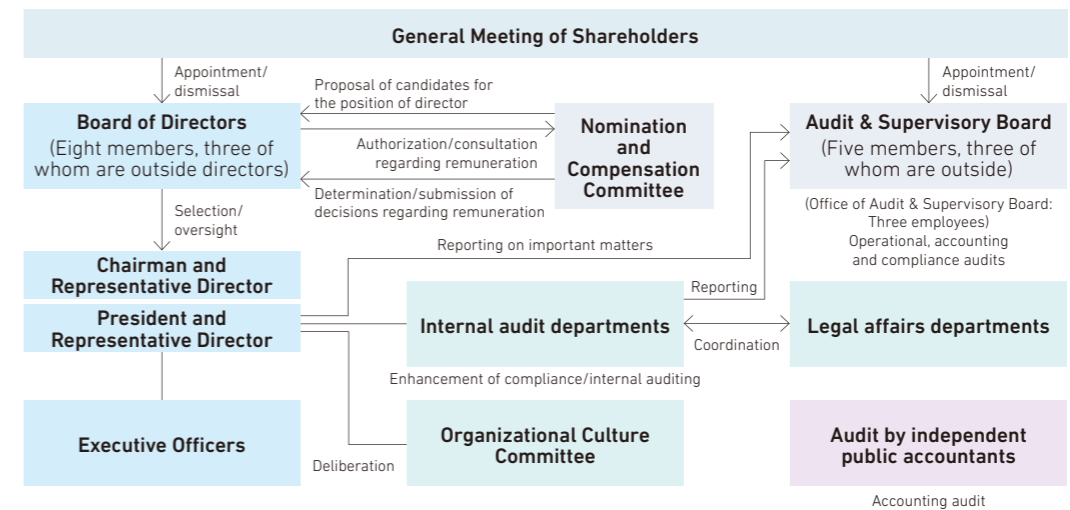 General Meeting of Shareholders
Appointment/
dismissal
Proposal of candidates for
the position of director
Appointment/
dismissal
Board of Directors
(Eight members, three of
whom are outside directors)
Authorization/consultation
regarding remuneration
Nomination
and
Compensation
Committee
Audit & Supervisory Board
(Five members, three of
whom are outside)
Determination/submission of
decisions regarding remuneration
(Office of Audit & Supervisory Board:
Three employees)
Operational, accounting
and compliance audits
Selection/
oversight
Reporting on important matters
Chairman and
Representative Director
Reporting
President and
Representative Director
Internal audit departments
Coordination
Legal affairs departments
Enhancement of compliance/internal auditing
Executive Officers
Deliberation
Organizational Culture
Committee
Audit by independent
public accountants
Accounting audit